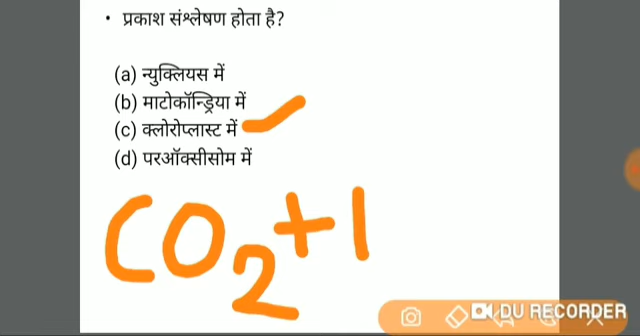 • प्रकाश संश्लेषण होता है?
(a) न्युक्लियस में
(b) माटोकॉन्ड्रिया में
(c) क्लोरोप्लास्ट में
(d) परऑक्सीसोम में
CO₂+1
DU RECORDER